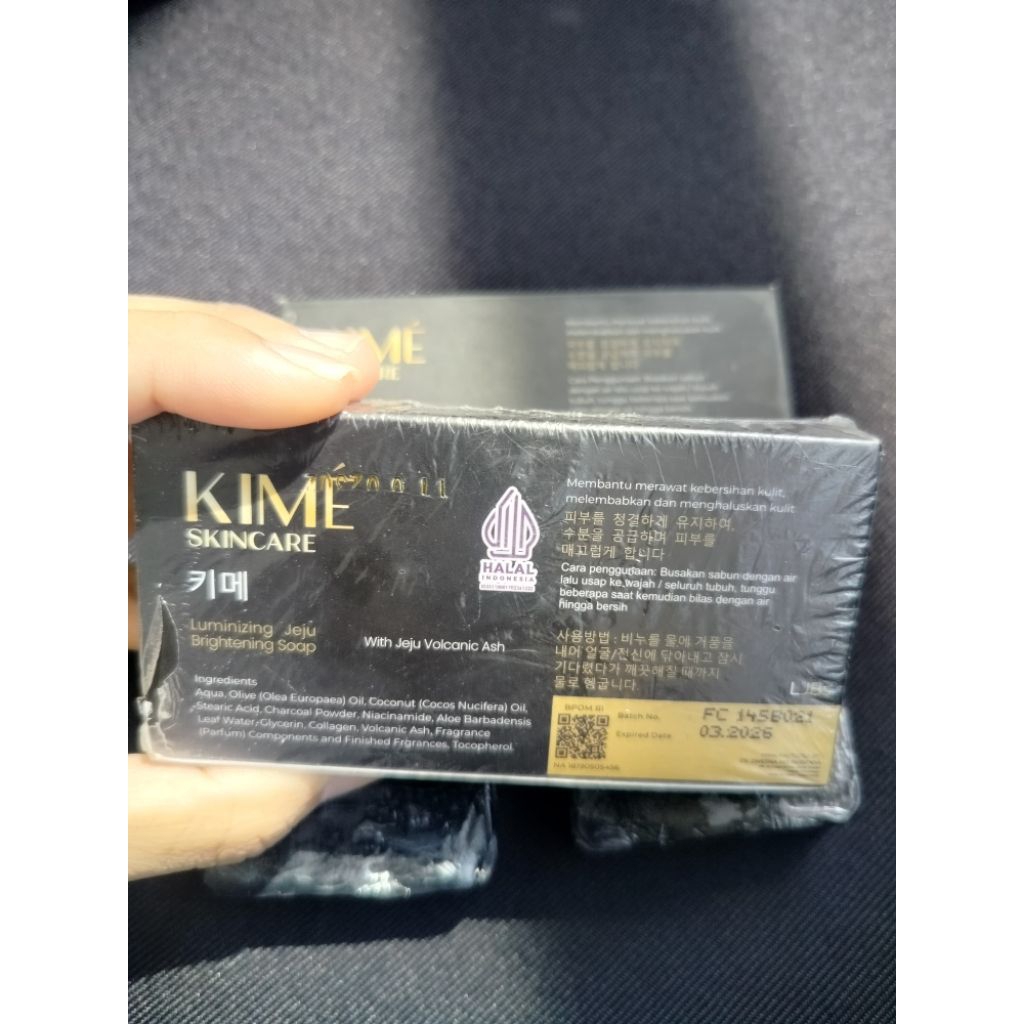 MÉ
KIMÉ
SKINCARE
키메
Luminizing Jeju
Brightening Soap
With Jeju Volcanic Ash
Ingredients
Aqua, Olive (Olea Europaea) Oil, Coconut (Cocos Nucifera) Oil,
Stearic Acid, Charcoal Powder, Niacinamide, Aloe Barbadensis
Leaf Water, Glycerin, Collagen, Volcanic Ash, Fragrance
(Parfum) Components and Finished Frgrances, Tocopherol
HALAL
INDONESIA
Membantu merawat kebersihan kulit,
melembabkan dan menghaluskan kulit
피부를 청결하게 유지하여,
수분을 공급하며 피부를
매끄럽게 합니다
Cara penggunaan: Busakan sabun dengan air
lalu usap ke wajah / seluruh tubuh, tunggu
beberapa saat kemudian bilas dengan air
hingga bersih
사용방법 : 비누를 물에 거품을
내어 얼굴/전신에 닦아내고 잠시
기다렸다가 깨끗해질 때까지
물로 헹굽니다
BPOM RI
Batch No. FC 145B021
Expired Date 03.2026